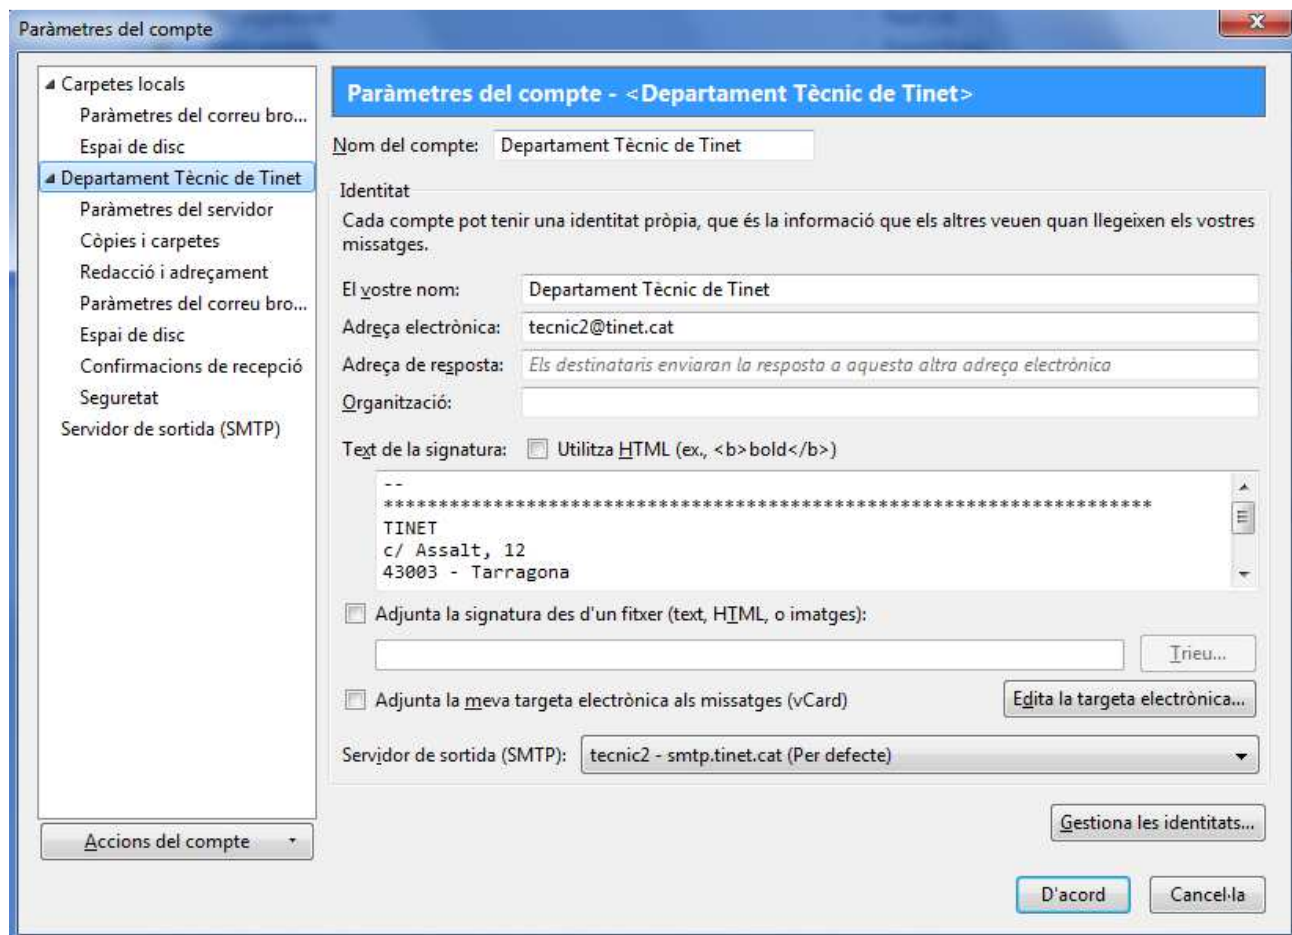 Paràmetres del compte
Carpetes locals
Paràmetres del correu bro...
Espai de disc
Departament Tècnic de Tinet
Paràmetres del servidor
Còpies i carpetes
Redacció i adreçament
Paràmetres del correu bro...
Espai de disc
Confirmacions de recepció
Seguretat
Servidor de sortida (SMTP)
Accions del compte
Paràmetres del compte - <Departament Tècnic de Tinet>
Nom del compte: Departament Tècnic de Tinet
Identitat
Cada compte pot tenir una identitat pròpia, que és la informació que els altres veuen quan llegeixen els vostres
missatges.
El vostre nom: Departament Tècnic de Tinet
Adreça electrònica: tecnic2@tinet.cat
Adreça de resposta: Els destinataris enviaran la resposta a aquesta altra adreça electrònica
Organització:
Text de la signatura: Utilitza HTML (ex., <b>bold</b>)
--
**********************************************************************
TINET
c/ Assalt, 12
43003 - Tarragona
Adjunta la signatura des d'un fitxer (text, HTML, o imatges):
Trieu...
Adjunta la meva targeta electrònica als missatges (vCard) Edita la targeta electrònica...
Servidor de sortida (SMTP): tecnic2 - smtp.tinet.cat (Per defecte)
Gestiona les identitats...
D'acord Cancel·la